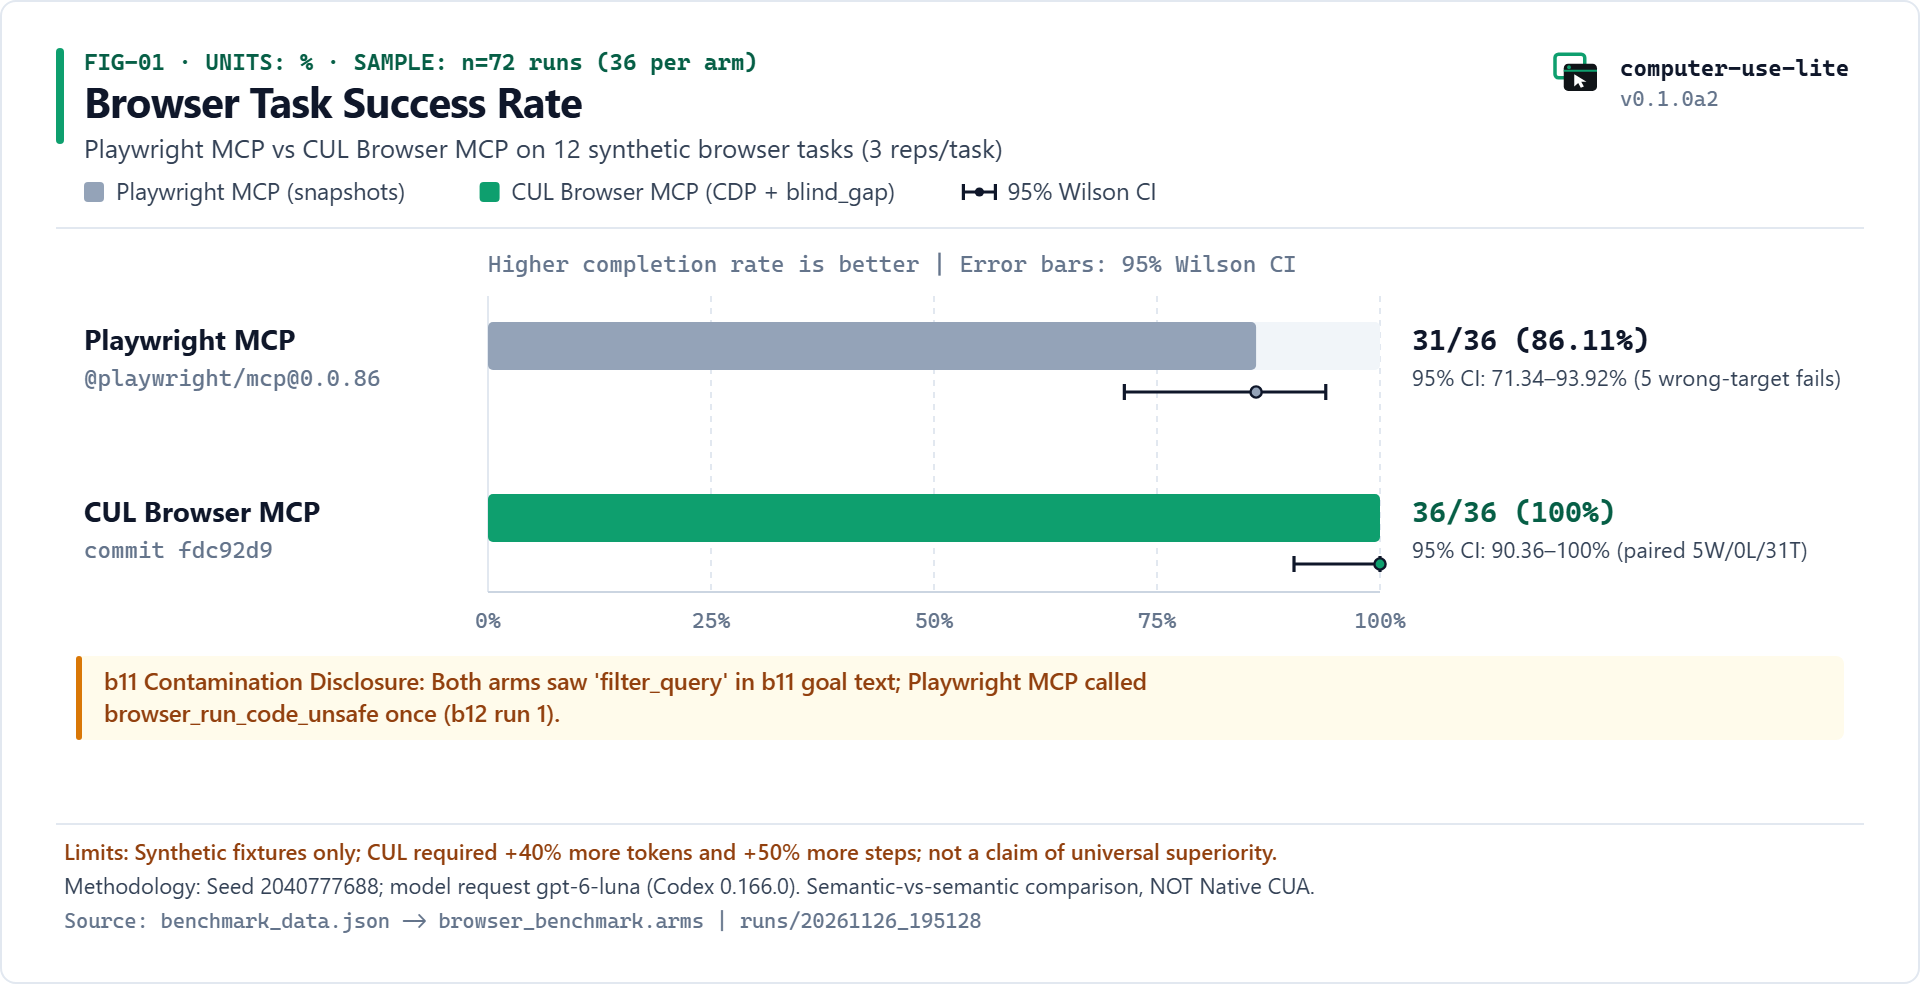 FIG-01 · UNITS: % · SAMPLE: n=72 runs (36 per arm)
Browser Task Success Rate
Playwright MCP vs CUL Browser MCP on 12 synthetic browser tasks (3 reps/task)
computer-use-lite
v0.1.0a2
Playwright MCP (snapshots)
CUL Browser MCP (CDP + blind_gap)
95% Wilson CI
Higher completion rate is better | Error bars: 95% Wilson CI
Playwright MCP
@playwright/mcp@0.0.86
31/36 (86.11%)
95% CI: 71.34–93.92% (5 wrong-target fails)
CUL Browser MCP
commit fdc92d9
36/36 (100%)
95% CI: 90.36–100% (paired 5W/0L/31T)
0% 25% 50% 75% 100%
b11 Contamination Disclosure: Both arms saw 'filter_query' in b11 goal text; Playwright MCP called
browser_run_code_unsafe once (b12 run 1).
Limits: Synthetic fixtures only; CUL required +40% more tokens and +50% more steps; not a claim of universal superiority.
Methodology: Seed 2040777688; model request gpt-6-luna (Codex 0.166.0). Semantic-vs-semantic comparison, NOT Native CUA.
Source: benchmark_data.json → browser_benchmark.arms | runs/20261126_195128